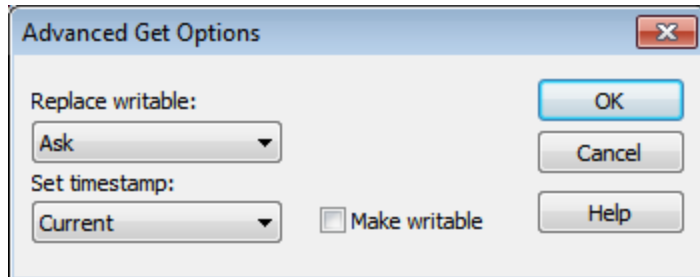 Advanced Get Options
Replace writable:
OK
Ask
Cancel
Set timestamp:
Current
Make writable
Help